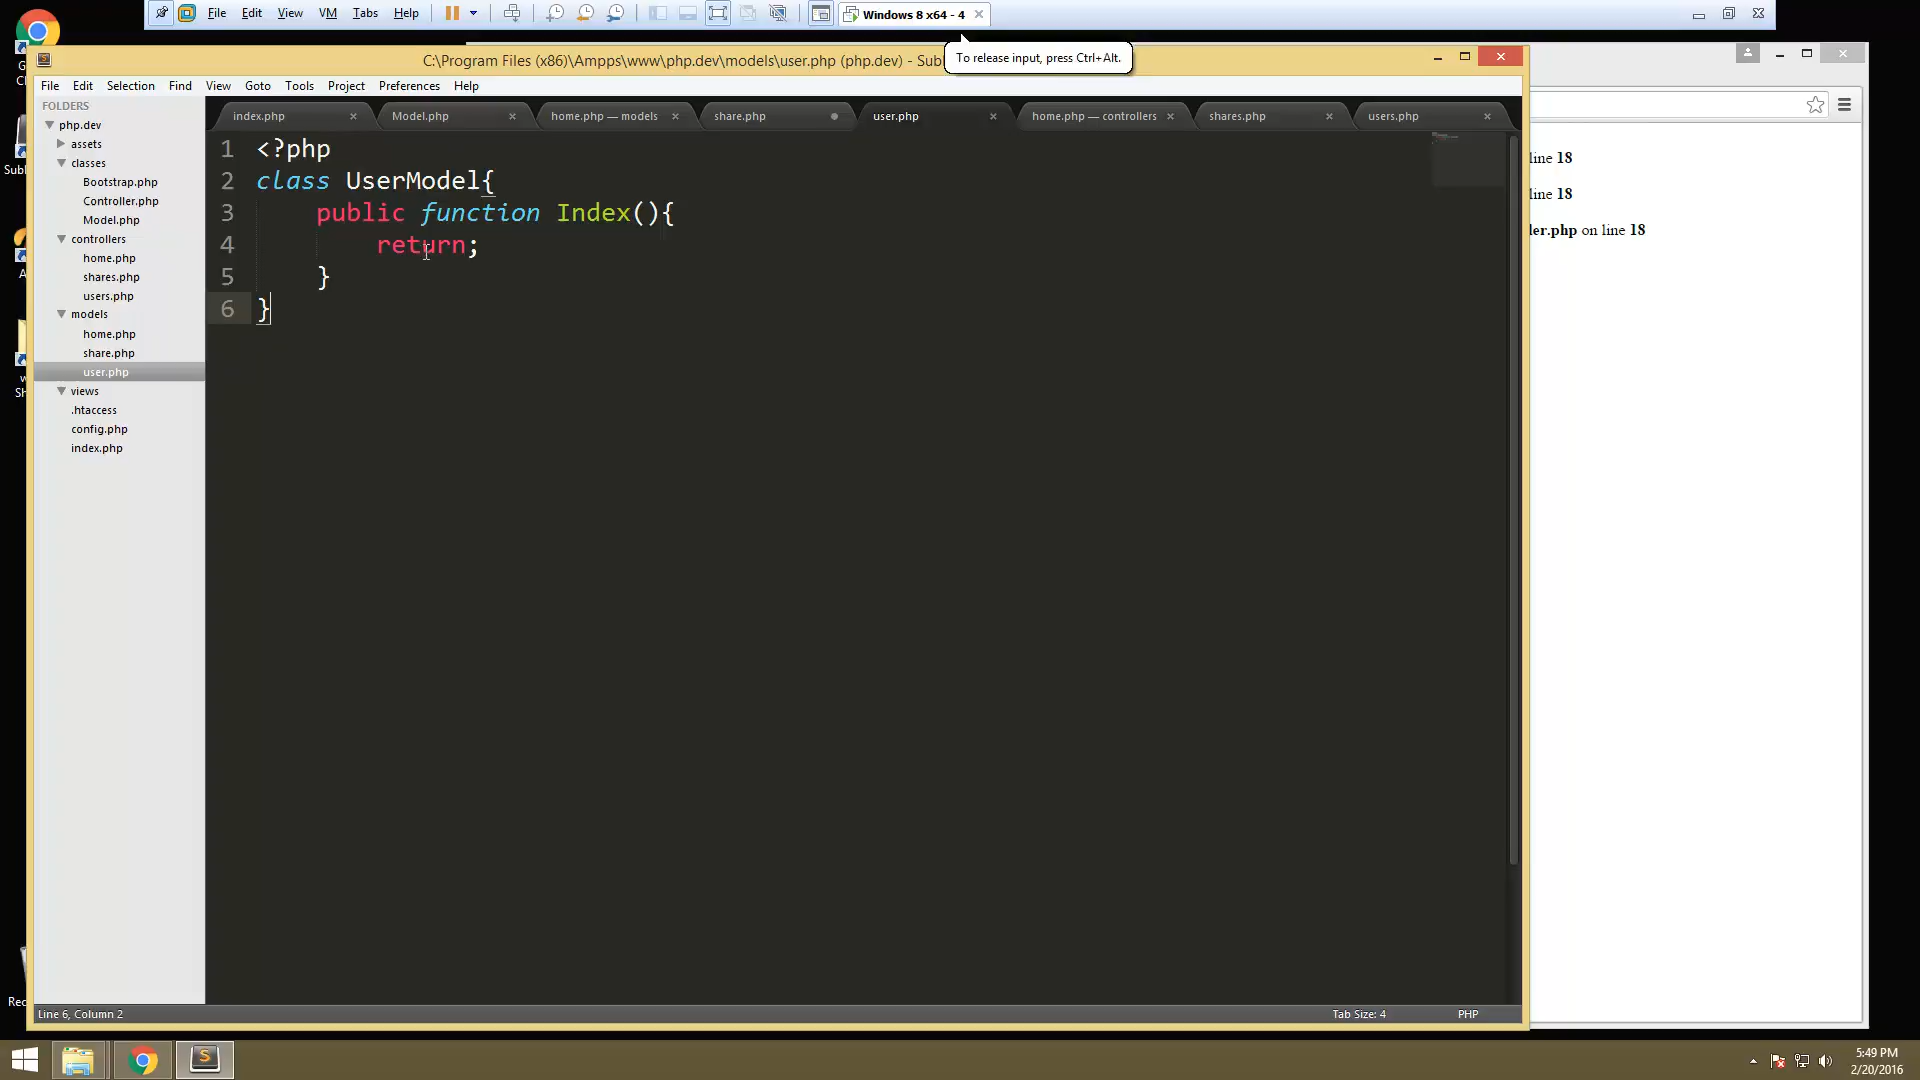 File Edit View VM Tabs Help
Windows 8 x64 - 4
To release input, press Ctrl+Alt.
C:\Program Files (x86)\Ampps\www\php.dev\models\user.php (php.dev) - Subl
File Edit Selection Find View Goto Tools Project Preferences Help
FOLDERS
php.dev
assets
classes
Bootstrap.php
Controller.php
Model.php
controllers
home.php
shares.php
users.php
models
home.php
share.php
user.php
views
.htaccess
config.php
index.php
index.php Model.php home.php — models share.php user.php home.php — controllers shares.php users.php
1 <?php
2 class UserModel{
3 public function Index(){
4 return;
5 }
6 }
line 18
line 18
ler.php on line 18
Line 6, Column 2
Tab Size: 4
PHP
5:49 PM
2/20/2016